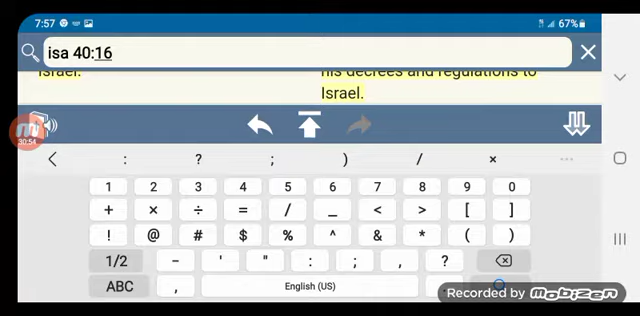 7:57 67%
isa 40:16
Israel. his decrees and regulations to
Israel.
30:54
: ? ; ) / ×
1 2 3 4 5 6 7 8 9 0
+ × ÷ = / _ < > [ ]
! @ # $ % ^ & * ( )
1/2 - ' " : ; , ?
ABC , English (US) .
Recorded by MOBIZEN